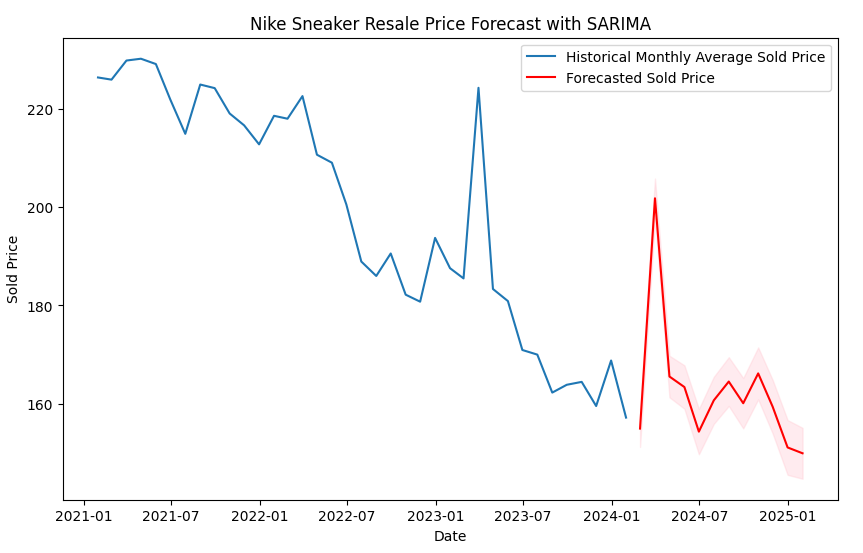 Nike Sneaker Resale Price Forecast with SARIMA
Historical Monthly Average Sold Price
Forecasted Sold Price
220
200
180
160
Sold Price
2021-01 2021-07 2022-01 2022-07 2023-01 2023-07 2024-01 2024-07 2025-01
Date